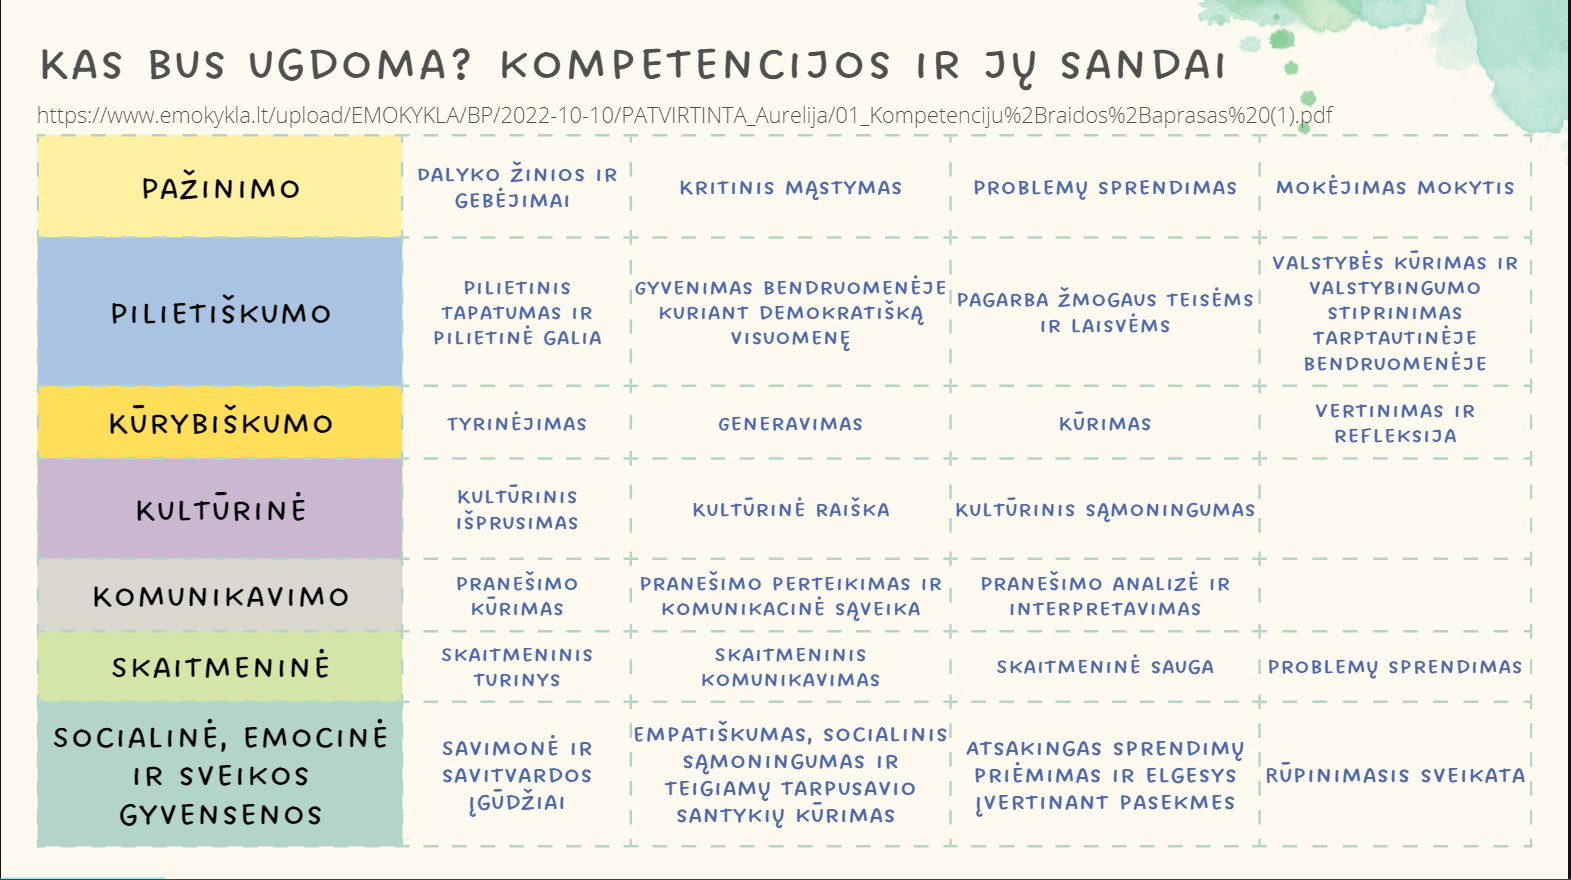 KAS BUS UGDOMA? KOMPETENCIJOS IR JŲ SANDAI
https://www.emokykla.lt/upload/EMOKYKLA/BP/2022-10-10/PATVIRTINTA_Aurelija/01_Kompetenciju%2Braidos%2Baprasas%20(1).pdf
PAŽINIMO
DALYKO ŽINIOS IR
GEBĖJIMAI
KRITINIS MĄSTYMAS
PROBLEMŲ SPRENDIMAS
MOKĖJIMAS MOKYTIS
PILIETIŠKUMO
PILIETINIS
TAPATUMAS IR
PILIETINĖ GALIA
GYVENIMAS BENDRUOMENĖJE
KURIANT DEMOKRATIŠKĄ
VISUOMENĘ
PAGARBA ŽMOGAUS TEISĖMS
IR LAISVĖMS
VALSTYBĖS KŪRIMAS IR
VALSTYBINGUMO
STIPRINIMAS
TARPTAUTINĖJE
BENDRUOMENĖJE
KŪRYBIŠKUMO
TYRINĖJIMAS
GENERAVIMAS
KŪRIMAS
VERTINIMAS IR
REFLEKSIJA
KULTŪRINĖ
KULTŪRINIS
IŠPRUSIMAS
KULTŪRINĖ RAIŠKA
KULTŪRINIS SĄMONINGUMAS
KOMUNIKAVIMO
PRANEŠIMO
KŪRIMAS
PRANEŠIMO PERTEIKIMAS IR
KOMUNIKACINĖ SĄVEIKA
PRANEŠIMO ANALIZĖ IR
INTERPRETAVIMAS
SKAITMENINĖ
SKAITMENINIS
TURINYS
SKAITMENINIS
KOMUNIKAVIMAS
SKAITMENINĖ SAUGA
PROBLEMŲ SPRENDIMAS
SOCIALINĖ, EMOCINĖ
IR SVEIKOS
GYVENSENOS
SAVIMONĖ IR
SAVITVARDOS
ĮGŪDŽIAI
EMPATIŠKUMAS, SOCIALINIS
SĄMONINGUMAS IR
TEIGIAMŲ TARPUSAVIO
SANTYKIŲ KŪRIMAS
ATSAKINGAS SPRENDIMŲ
PRIĖMIMAS IR ELGESYS
ĮVERTINANT PASEKMES
RŪPINIMASIS SVEIKATA